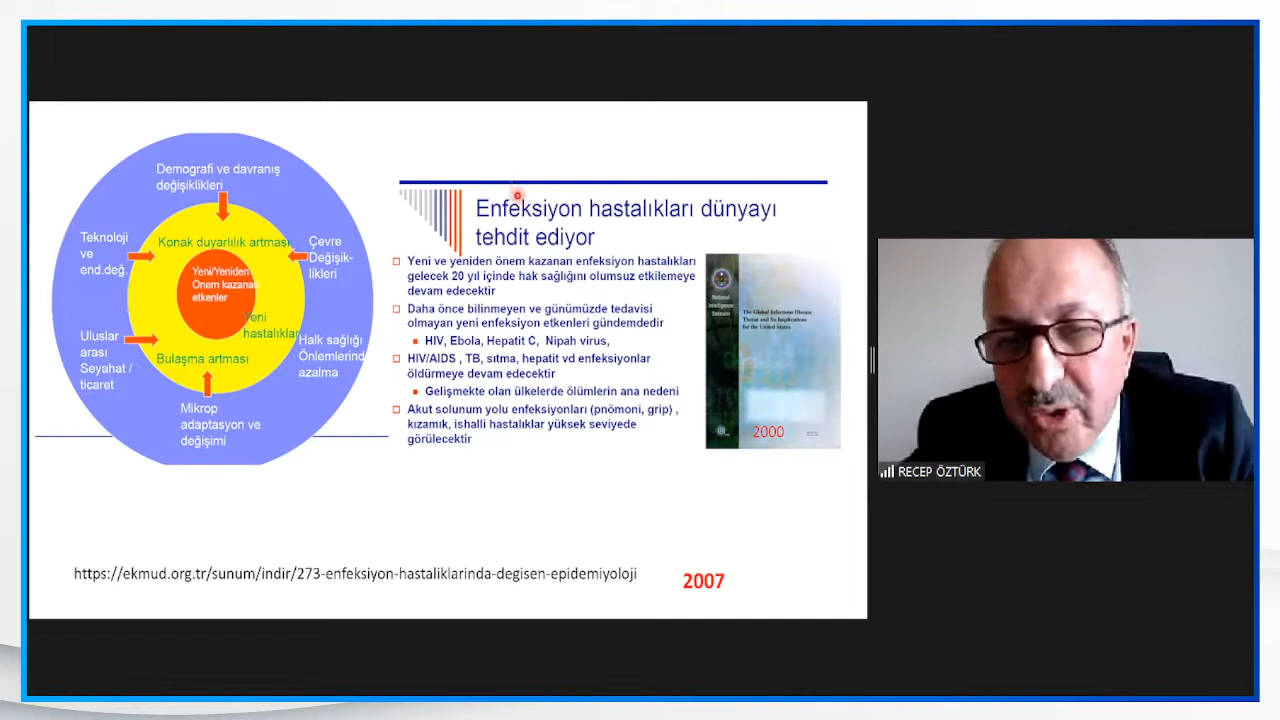 Demografi ve davranış
değişiklikleri
Teknoloji
ve
end.değ.
Konak duyarlılık artması
Çevre
Değişik-
likleri
Yeni/Yeniden
Önem kazanan
etkenler
Yeni
hastalıklar
Uluslar
arası
Seyahat /
ticaret
Bulaşma artması
Halk sağlığı
Önlemlerind
azalma
Mikrop
adaptasyon ve
değişimi
Enfeksiyon hastalıkları dünyayı
tehdit ediyor
Yeni ve yeniden önem kazanan enfeksiyon hastalıkları
gelecek 20 yıl içinde hak sağlığını olumsuz etkilemeye
devam edecektir
Daha önce bilinmeyen ve günümüzde tedavisi
olmayan yeni enfeksiyon etkenleri gündemdedir
HIV, Ebola, Hepatit C, Nipah virus,
HIV/AIDS , TB, sıtma, hepatit vd enfeksiyonlar
öldürmeye devam edecektir
Gelişmekte olan ülkelerde ölümlerin ana nedeni
Akut solunum yolu enfeksiyonları (pnömoni, grip) ,
kızamık, ishalli hastalıklar yüksek seviyede
görülecektir
National
Intelligence
Estimate
The Global Infectious Disease
Threat and Its Implications
for the United States
2000
https://ekmud.org.tr/sunum/indir/273-enfeksiyon-hastaliklarinda-degisen-epidemiyoloji
2007
RECEP ÖZTÜRK